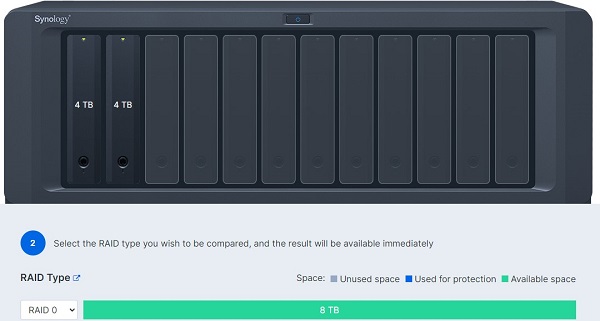 Synology
4 TB 4 TB
2 Select the RAID type you wish to be compared, and the result will be available immediately
RAID Type Space: Unused space Used for protection Available space
RAID 0 8 TB